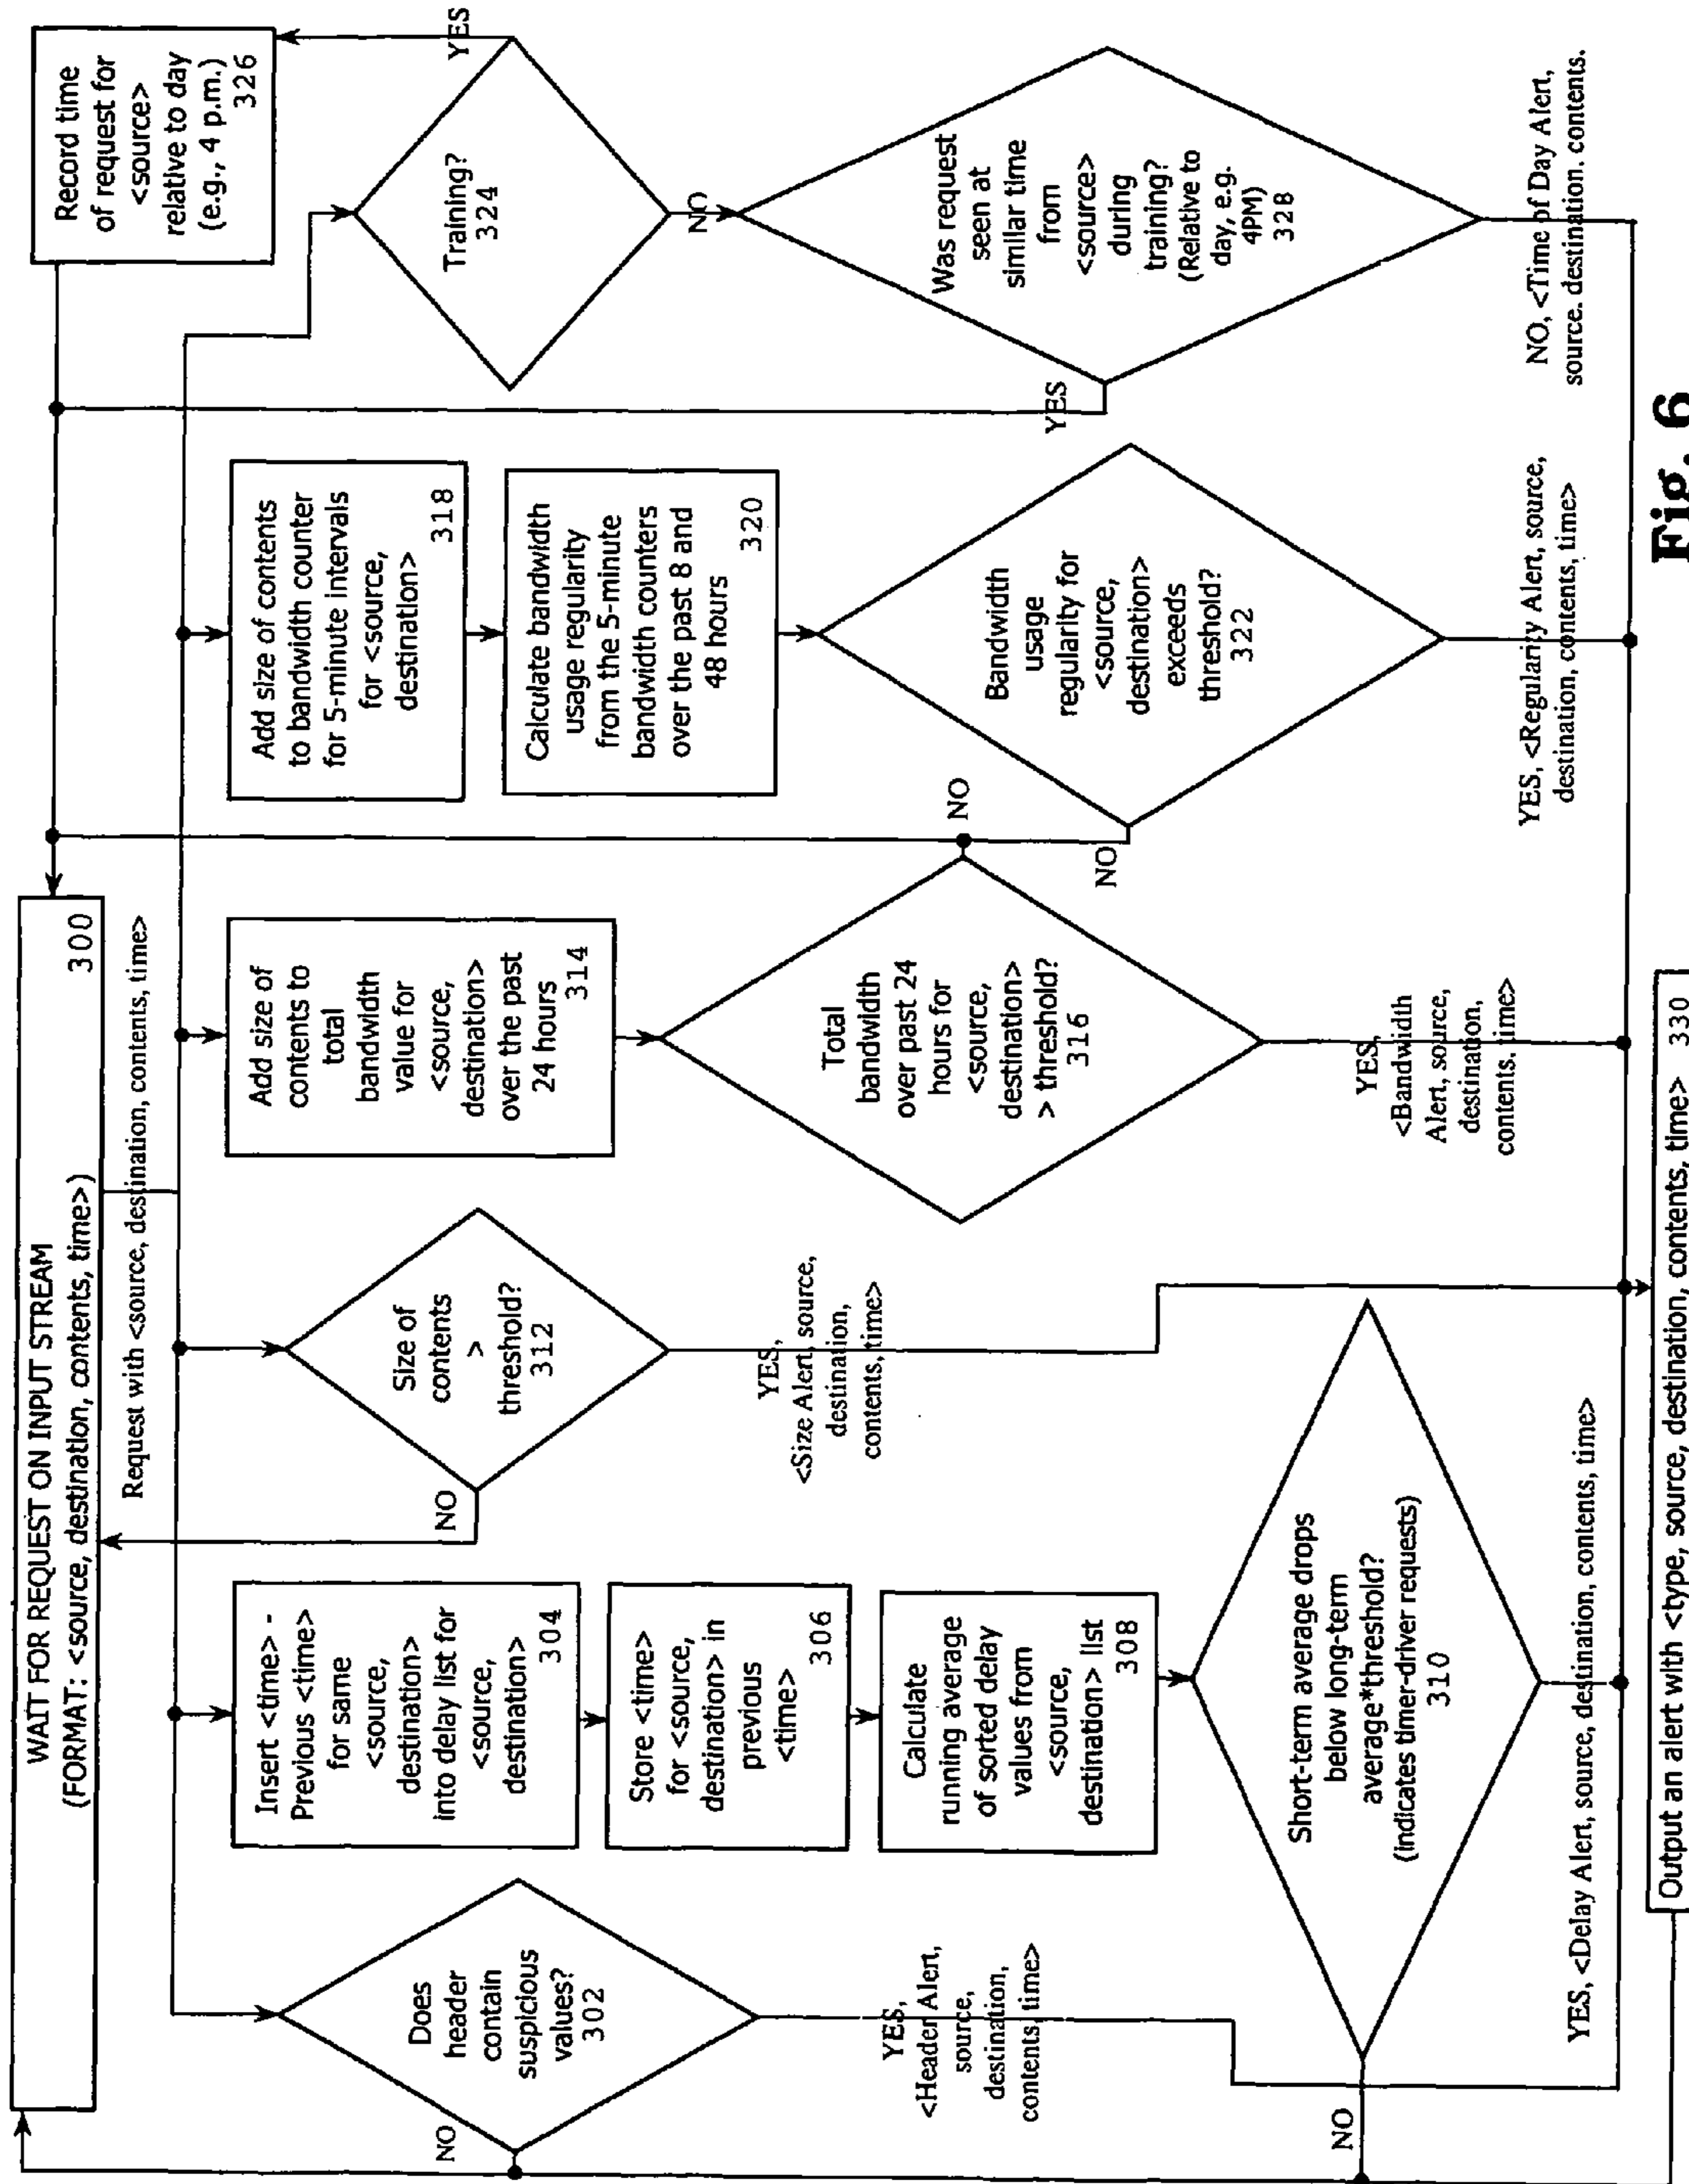 WAIT FOR REQUEST ON INPUT STREAM
(FORMAT: <source, destination, contents, time>)
300
Request with <source, destination, contents, time>
Does
header
contain
suspicious
values?
302
NO
YES,
<Header Alert,
source,
destination,
contents, time>
Insert <time> -
Previous <time>
for same
<source,
destination>
into delay list for
<source,
destination>
304
Store <time>
for <source,
destination> in
previous
<time>
306
Calculate
running average
of sorted delay
values from
<source,
destination> list
308
Short-term average drops
below long-term
average*threshold?
(indicates timer-driver requests)
310
NO
YES, <Delay Alert, source, destination, contents, time>
Size of
contents
>
threshold?
312
NO
YES,
<Size Alert, source,
destination,
contents, time>
Add size of
contents to
total
bandwidth
value for
<source,
destination>
over the past
24 hours
314
Total
bandwidth
over past 24
hours for
<source,
destination>
> threshold?
316
NO
YES,
<Bandwidth
Alert, source,
destination,
contents. time>
Add size of contents
to bandwidth counter
for 5-minute intervals
for <source,
destination>
318
Calculate bandwidth
usage regularity
from the 5-minute
bandwidth counters
over the past 8 and
48 hours
320
Bandwidth
usage
regularity for
<source,
destination>
exceeds
threshold?
322
NO
YES, <Regularity Alert, source,
destination, contents, time>
Record time
of request for
<source>
relative to day
(e.g., 4 p.m.)
326
Training?
324
YES
NO
Was request
seen at
similar time
from
<source>
during
training?
(Relative to
day, e.g.
4PM)
328
YES
NO, <Time of Day Alert,
source. destination. contents.
Output an alert with <type, source, destination, contents, time>
330
Fig. 6